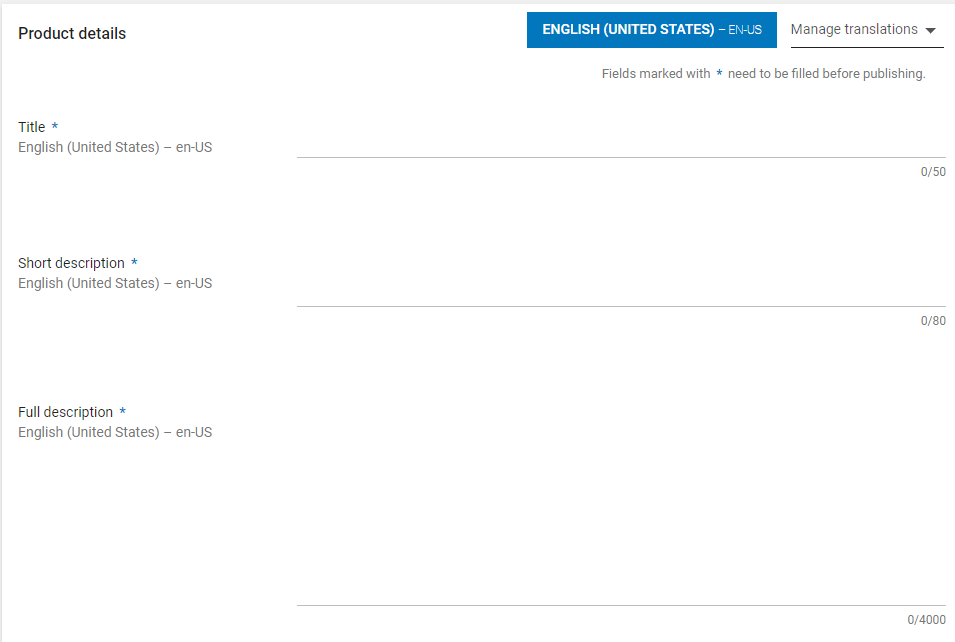 Product details
ENGLISH (UNITED STATES) – EN-US
Manage translations
Fields marked with * need to be filled before publishing.
Title *
English (United States) – en-US
0/50
Short description *
English (United States) – en-US
0/80
Full description *
English (United States) – en-US
0/4000